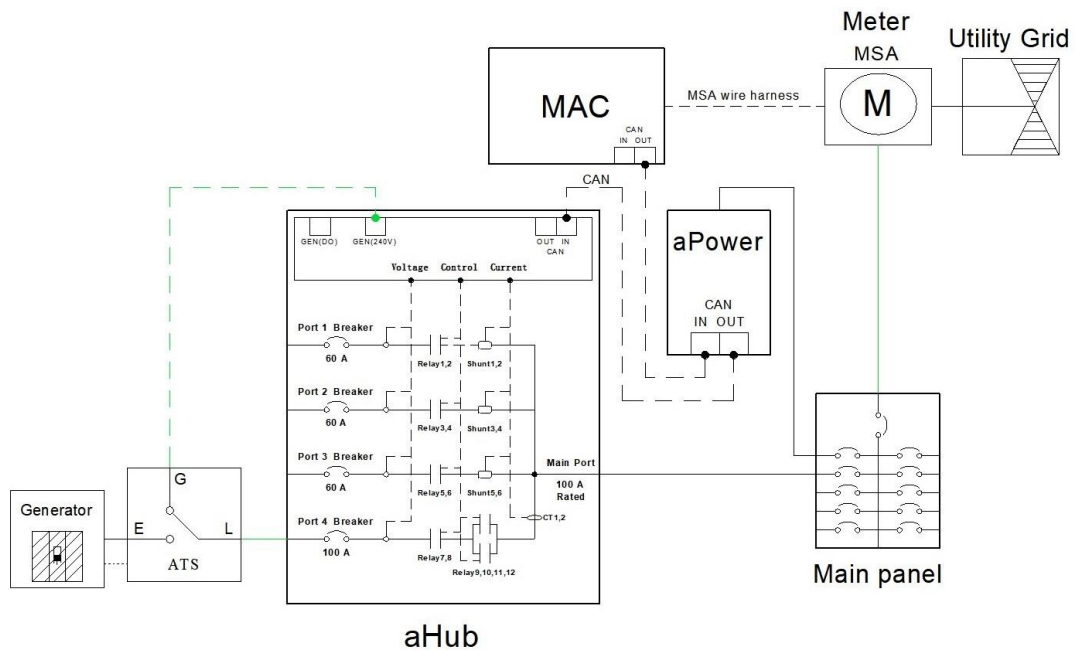 Meter
MSA
Utility Grid
M
MAC
MSA wire harness
CAN
IN OUT
CAN
aPower
CAN
IN OUT
GEN(DO)
GEN(240V)
OUT IN
CAN
Voltage Control Current
Port 1 Breaker
60 A
Relay1,2
Shunt1,2
Port 2 Breaker
60 A
Relay3,4
Shunt3,4
Port 3 Breaker
60 A
Relay5,6
Shunt5,6
Main Port
100 A
Rated
Port 4 Breaker
100 A
Relay7,8
Relay9,10,11,12
CT1,2
Generator
G
E
L
ATS
Main panel
aHub